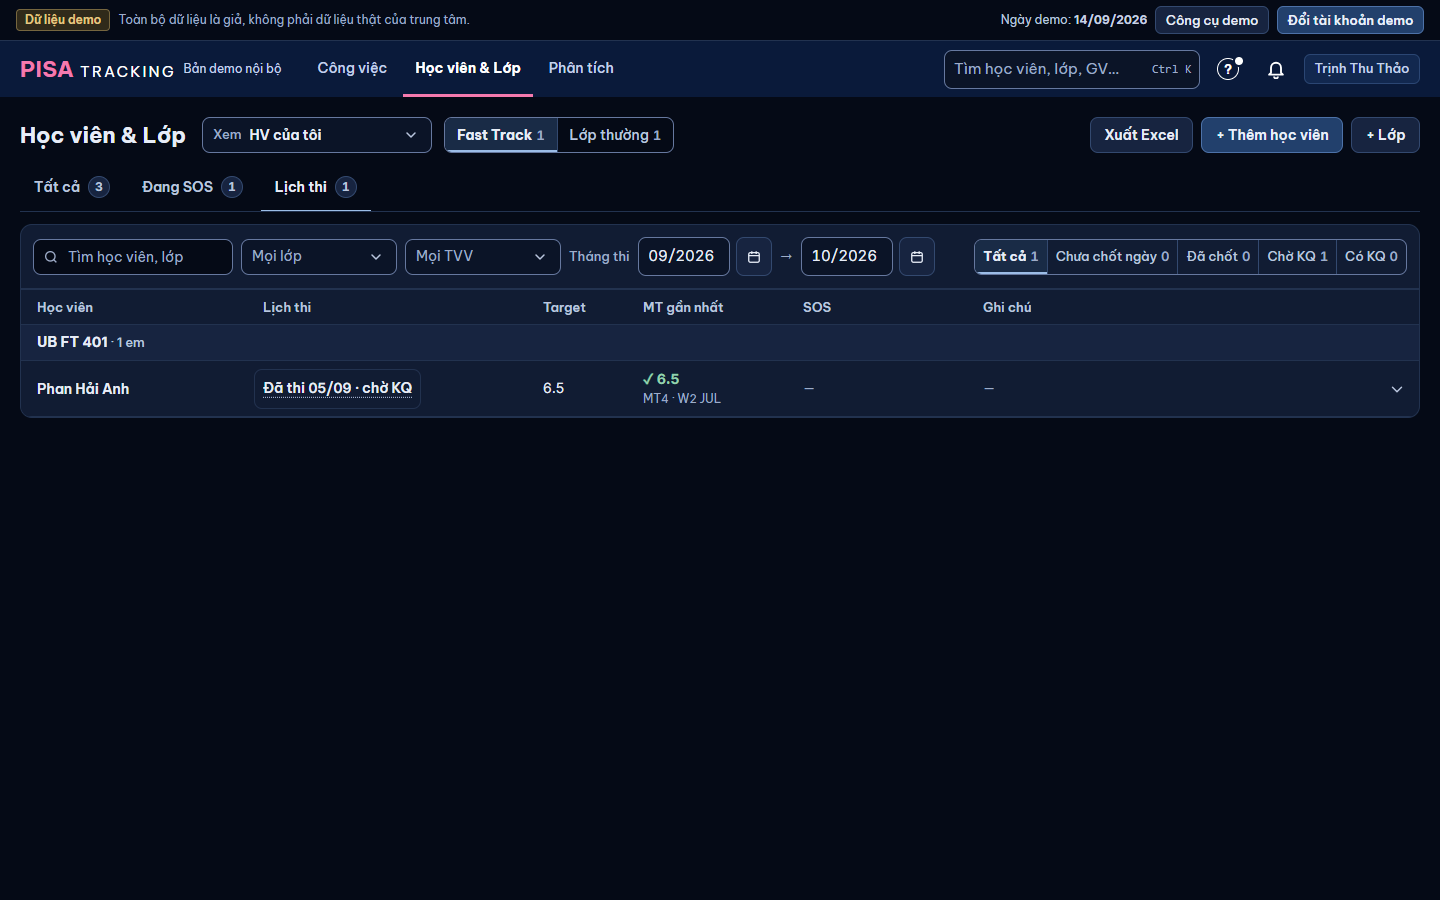 Dữ liệu demo Toàn bộ dữ liệu là giả, không phải dữ liệu thật của trung tâm. Ngày demo: 14/09/2026 Công cụ demo Đổi tài khoản demo
PISA TRACKING Bản demo nội bộ Công việc Học viên & Lớp Phân tích Tìm học viên, lớp, GV... Ctrl K ? Trịnh Thu Thảo
Học viên & Lớp Xem HV của tôi Fast Track 1 Lớp thường 1 Xuất Excel + Thêm học viên + Lớp
Tất cả 3 Đang SOS 1 Lịch thi 1
Tìm học viên, lớp Mọi lớp Mọi TVV Tháng thi 09/2026 → 10/2026 Tất cả 1 Chưa chốt ngày 0 Đã chốt 0 Chờ KQ 1 Có KQ 0
Học viên Lịch thi Target MT gần nhất SOS Ghi chú
UB FT 401 · 1 em
Phan Hải Anh Đã thi 05/09 · chờ KQ 6.5 ✓ 6.5 — —
MT4 · W2 JUL